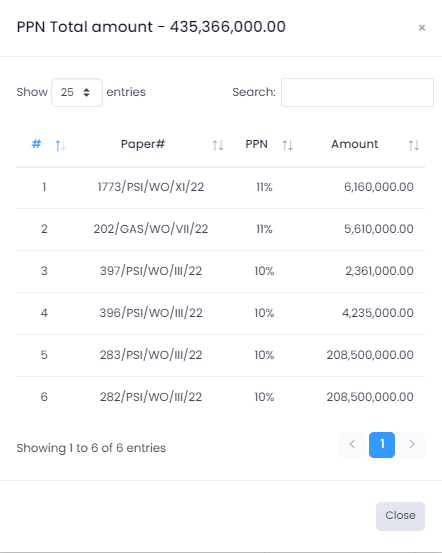 PPN Total amount - 435,366,000.00 ×
Show 25 entries Search:
# Paper# PPN Amount
1 1773/PSI/WO/XI/22 11% 6,160,000.00
2 202/GAS/WO/VII/22 11% 5,610,000.00
3 397/PSI/WO/III/22 10% 2,361,000.00
4 396/PSI/WO/III/22 10% 4,235,000.00
5 283/PSI/WO/III/22 10% 208,500,000.00
6 282/PSI/WO/III/22 10% 208,500,000.00
Showing 1 to 6 of 6 entries < 1 >
Close